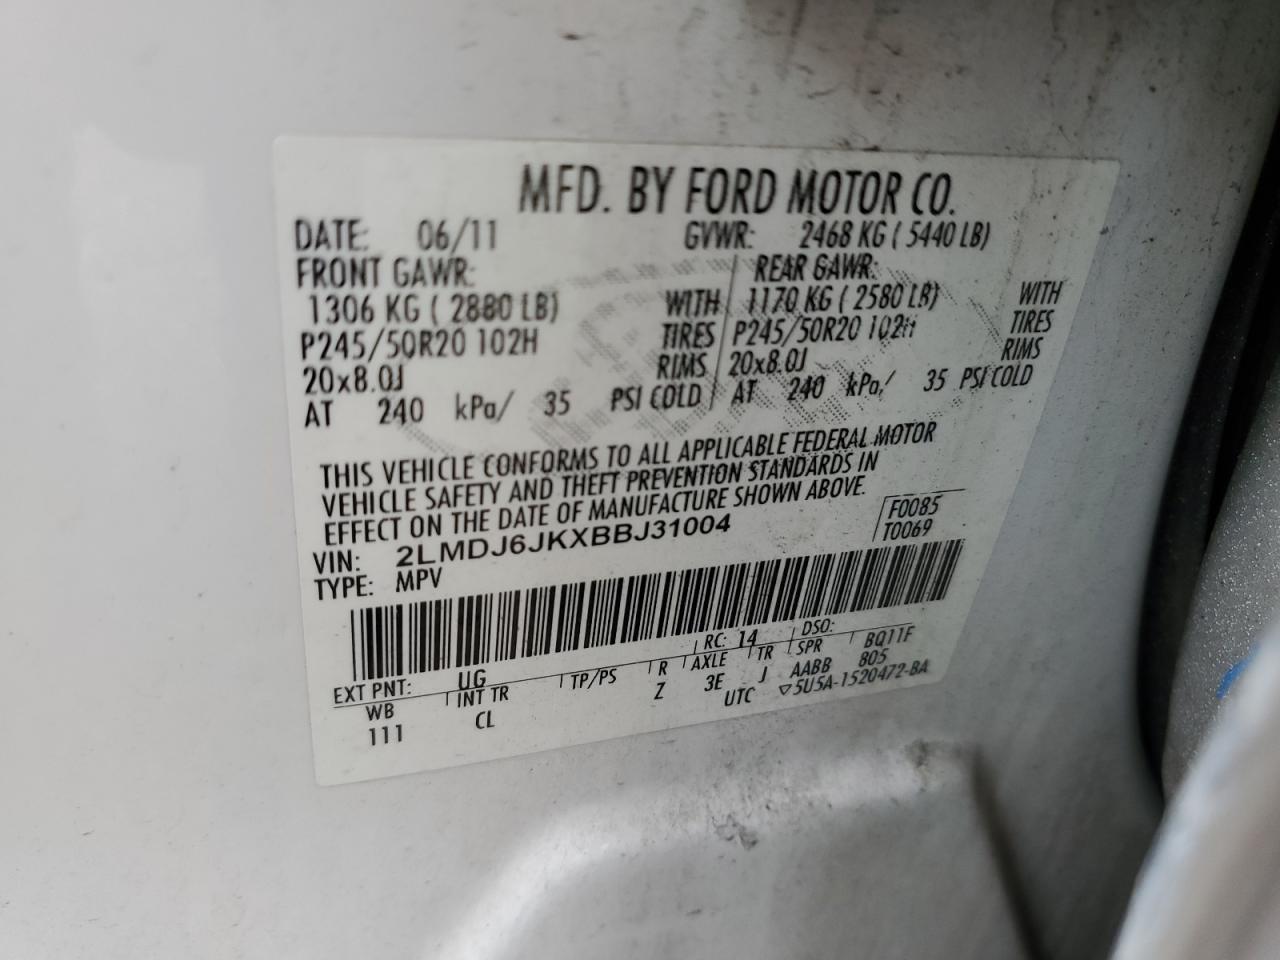 MFD. BY FORD MOTOR CO.
DATE: 06/11 GVWR: 2468 KG ( 5440 LB)
FRONT GAWR: REAR GAWR:
1306 KG ( 2880 LB) WITH 1170 KG ( 2580 LB) WITH
P245/50R20 102H TIRES P245/50R20 102H TIRES
20x8.0J RIMS 20x8.0J RIMS
AT 240 kPa/ 35 PSI COLD AT 240 kPa/ 35 PSI COLD
THIS VEHICLE CONFORMS TO ALL APPLICABLE FEDERAL MOTOR
VEHICLE SAFETY AND THEFT PREVENTION STANDARDS IN
EFFECT ON THE DATE OF MANUFACTURE SHOWN ABOVE.
F0085
VIN: 2LMDJ6JKXBBJ31004 T0069
TYPE: MPV
EXT PNT: UG RC: 14 DSO:
WB INT TR TP/PS R AXLE TR SPR BQ11F
111 CL Z 3E J AABB 805
UTC ▽5U5A-1520472-BA